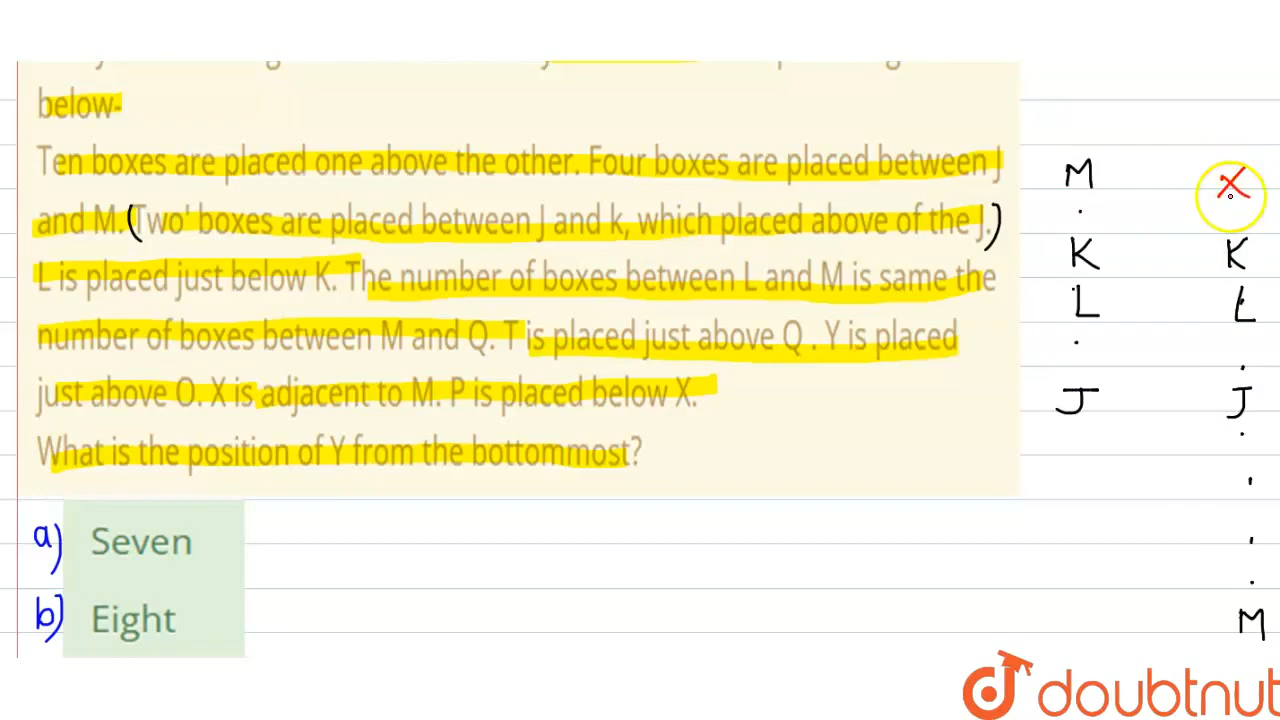 below-
Ten boxes are placed one above the other. Four boxes are placed between J
and M. (Two' boxes are placed between J and k, which placed above of the J.)
L is placed just below K. The number of boxes between L and M is same the
number of boxes between M and Q. T is placed just above Q . Y is placed
just above O. X is adjacent to M. P is placed below X.
What is the position of Y from the bottommost?
a) Seven
b) Eight
M X
K K
L L
J J
M
doubtnut